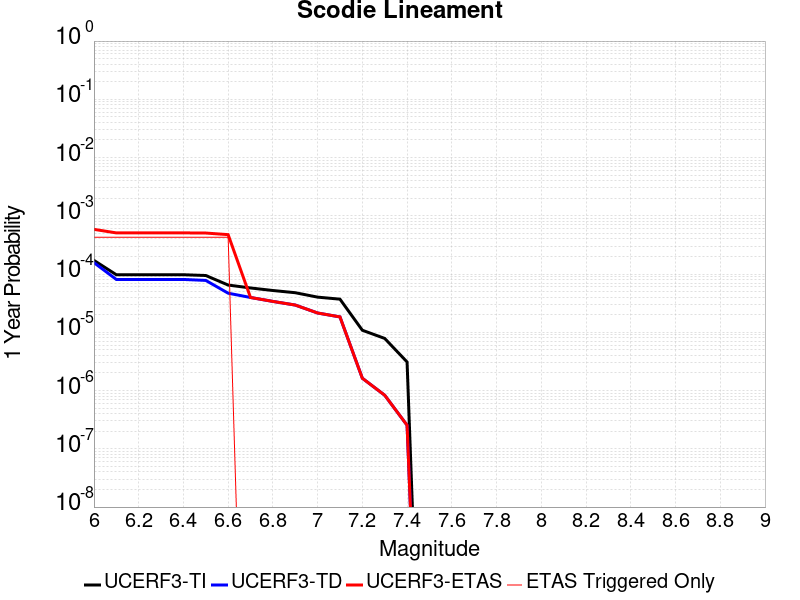 Scodie Lineament
10^0
10^-1
10^-2
10^-3
10^-4
10^-5
10^-6
10^-7
10^-8
1 Year Probability
6 6.2 6.4 6.6 6.8 7 7.2 7.4 7.6 7.8 8 8.2 8.4 8.6 8.8 9
Magnitude
UCERF3-TI UCERF3-TD UCERF3-ETAS ETAS Triggered Only